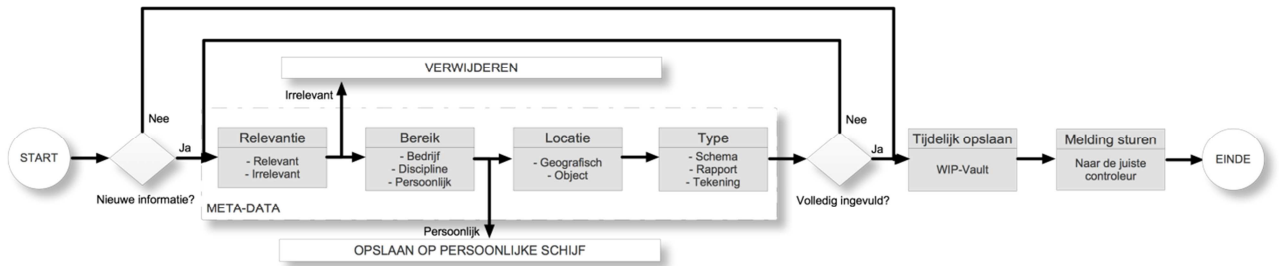 START
Nieuwe informatie?
Nee
Ja
META-DATA
Relevantie
- Relevant
- Irrelevant
Irrelevant
VERWIJDEREN
Bereik
- Bedrijf
- Discipline
- Persoonlijk
Persoonlijk
OPSLAAN OP PERSOONLIJKE SCHIJF
Locatie
- Geografisch
- Object
Type
- Schema
- Rapport
- Tekening
Volledig ingevuld?
Nee
Ja
Tijdelijk opslaan
WIP-Vault
Melding sturen
Naar de juiste
controleur
EINDE